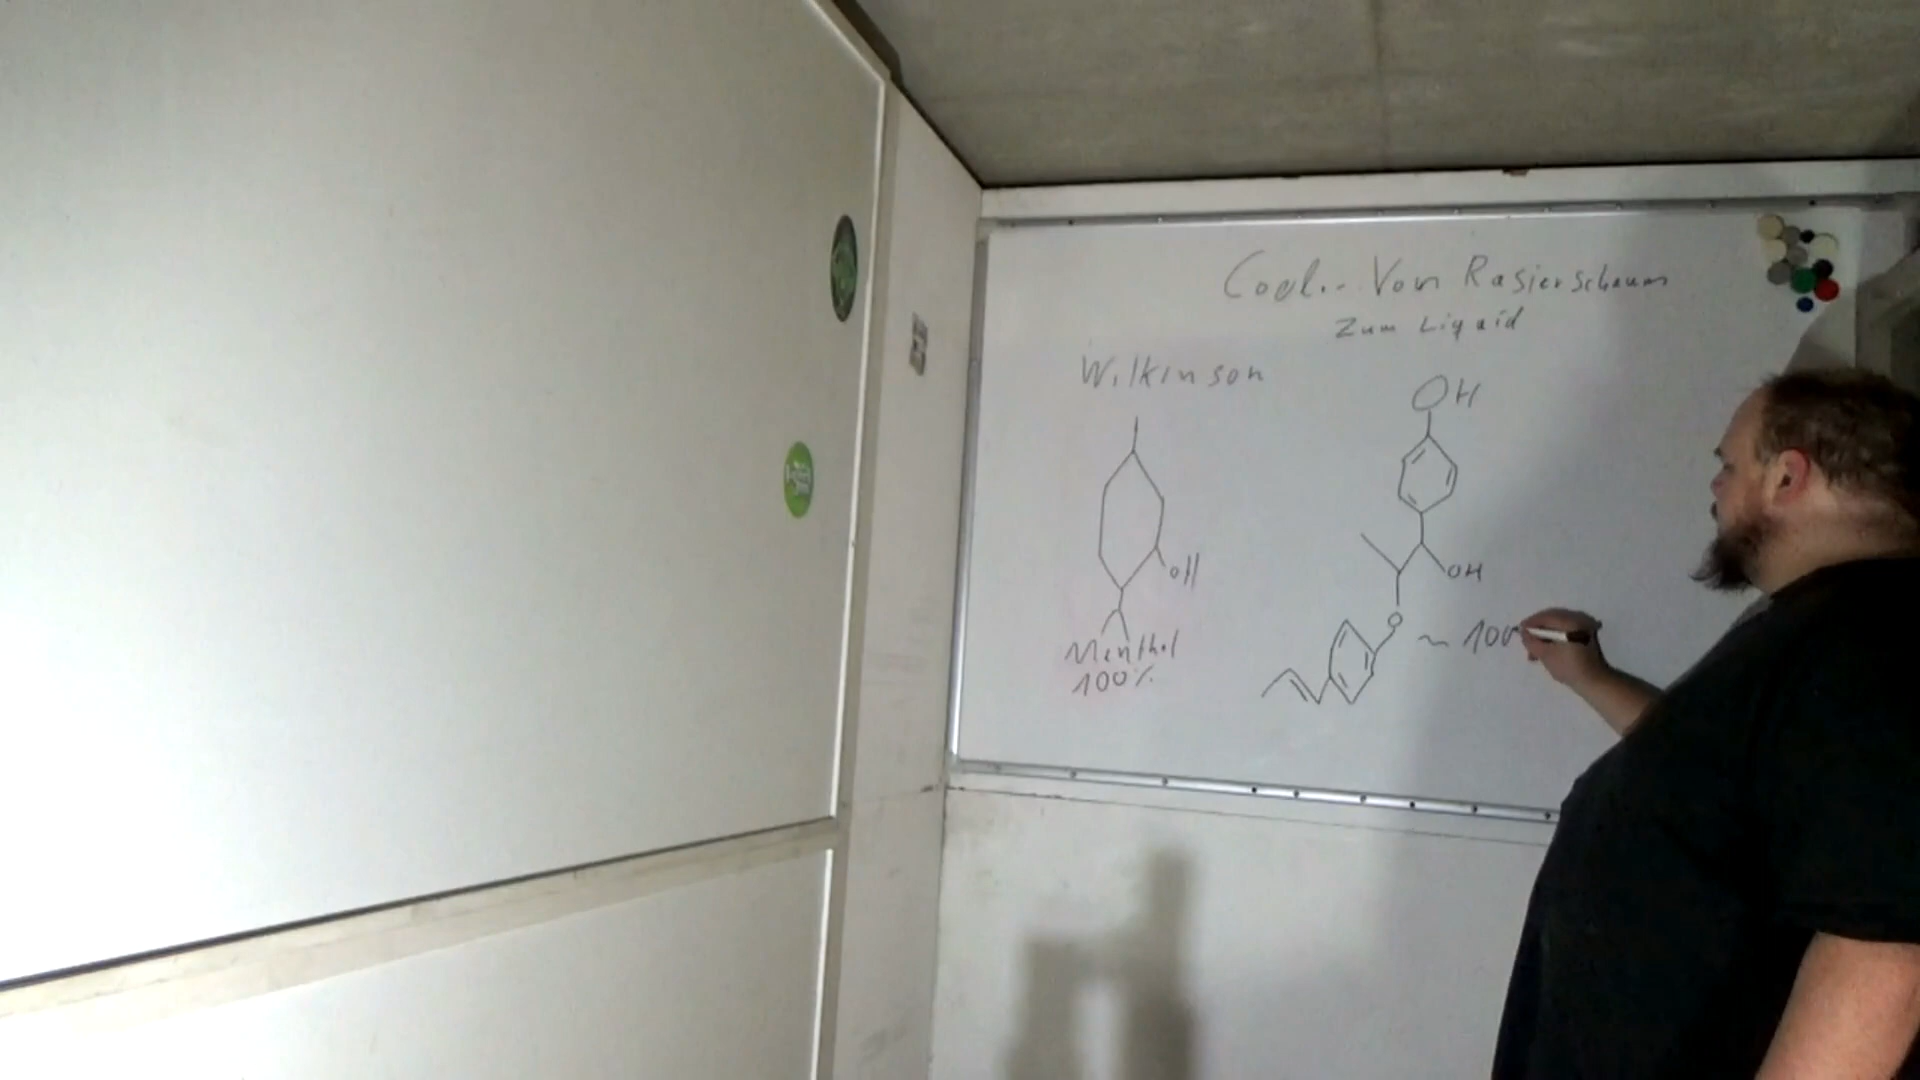 Cool... Von Rasierschaum
Zum Liquid
Wilkinson
OH
OH
OH
O
Menthol
100%
~ 100